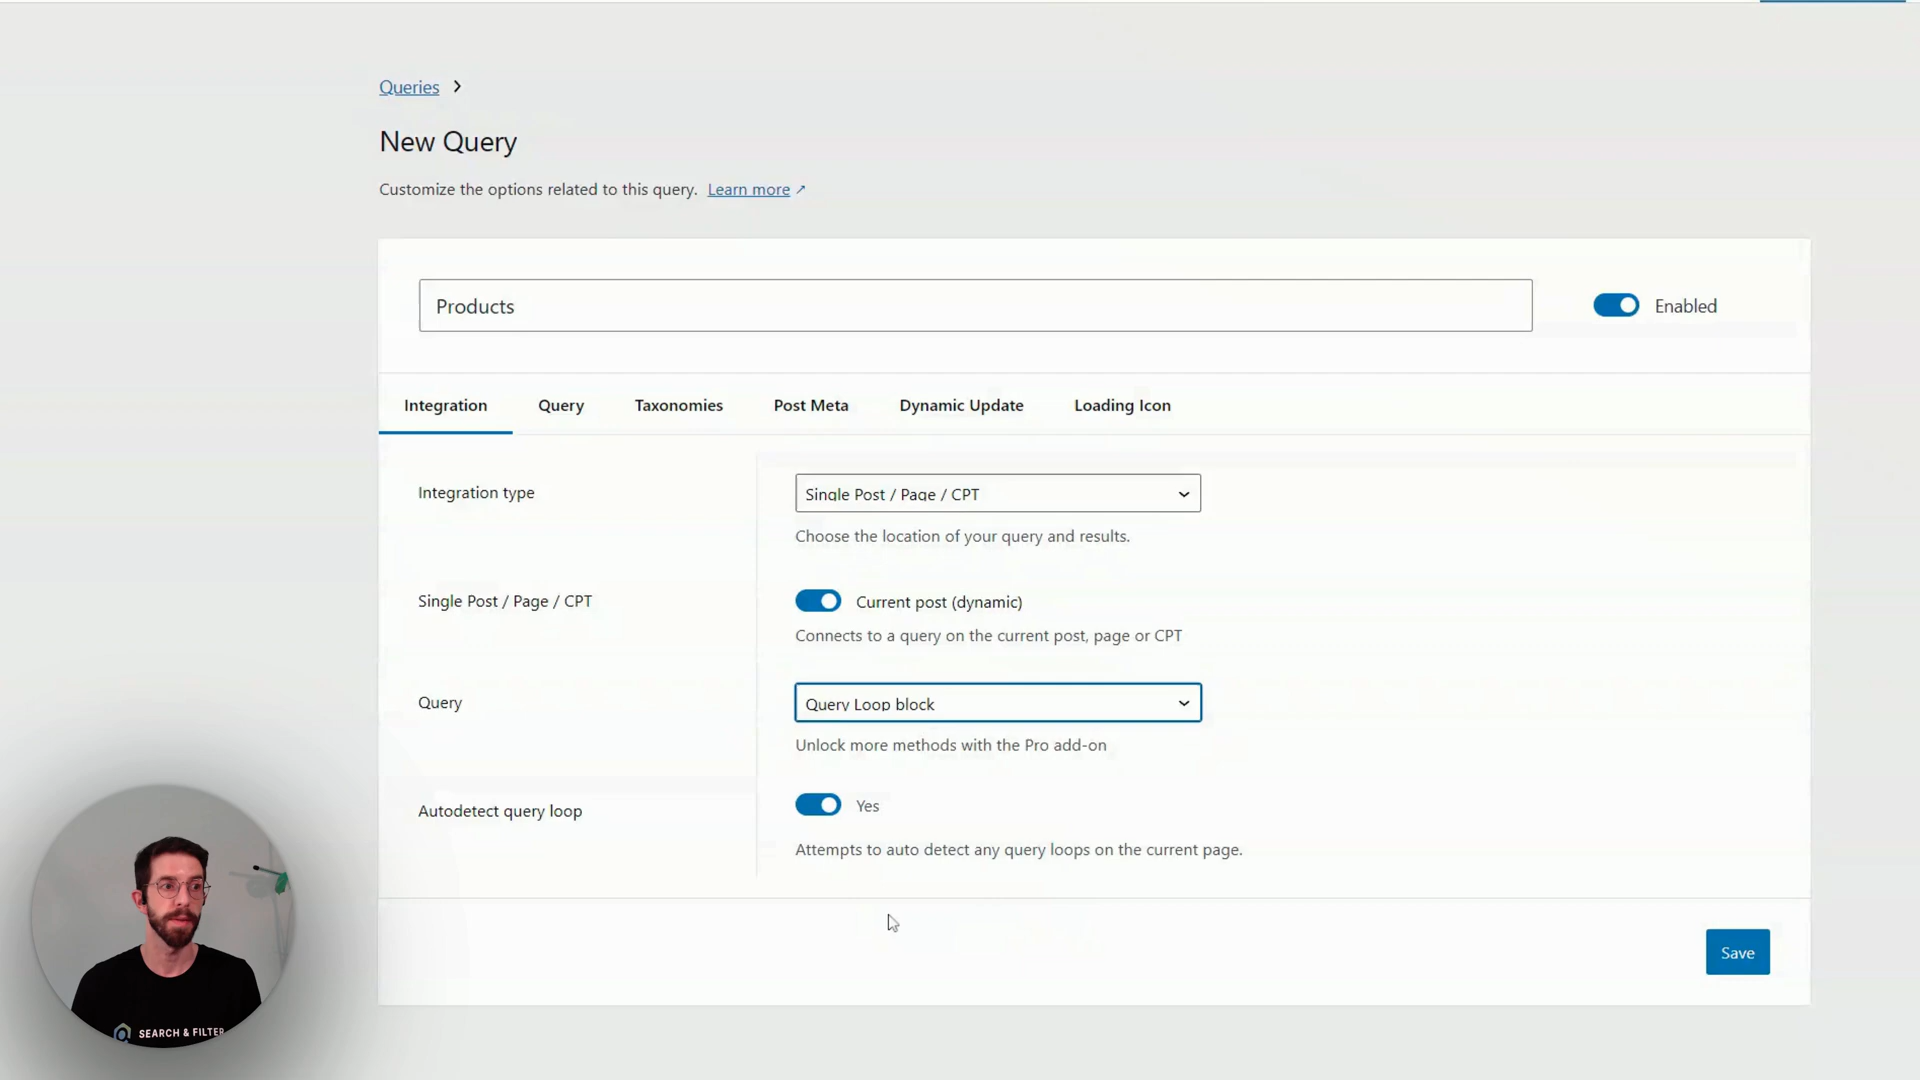 Queries
New Query
Customize the options related to this query. Learn more ↗
Products
Enabled
Integration
Query
Taxonomies
Post Meta
Dynamic Update
Loading Icon
Integration type
Single Post / Page / CPT
Choose the location of your query and results.
Single Post / Page / CPT
Current post (dynamic)
Connects to a query on the current post, page or CPT
Query
Query Loop block
Unlock more methods with the Pro add-on
Autodetect query loop
Yes
Attempts to auto detect any query loops on the current page.
Save
SEARCH & FILTER